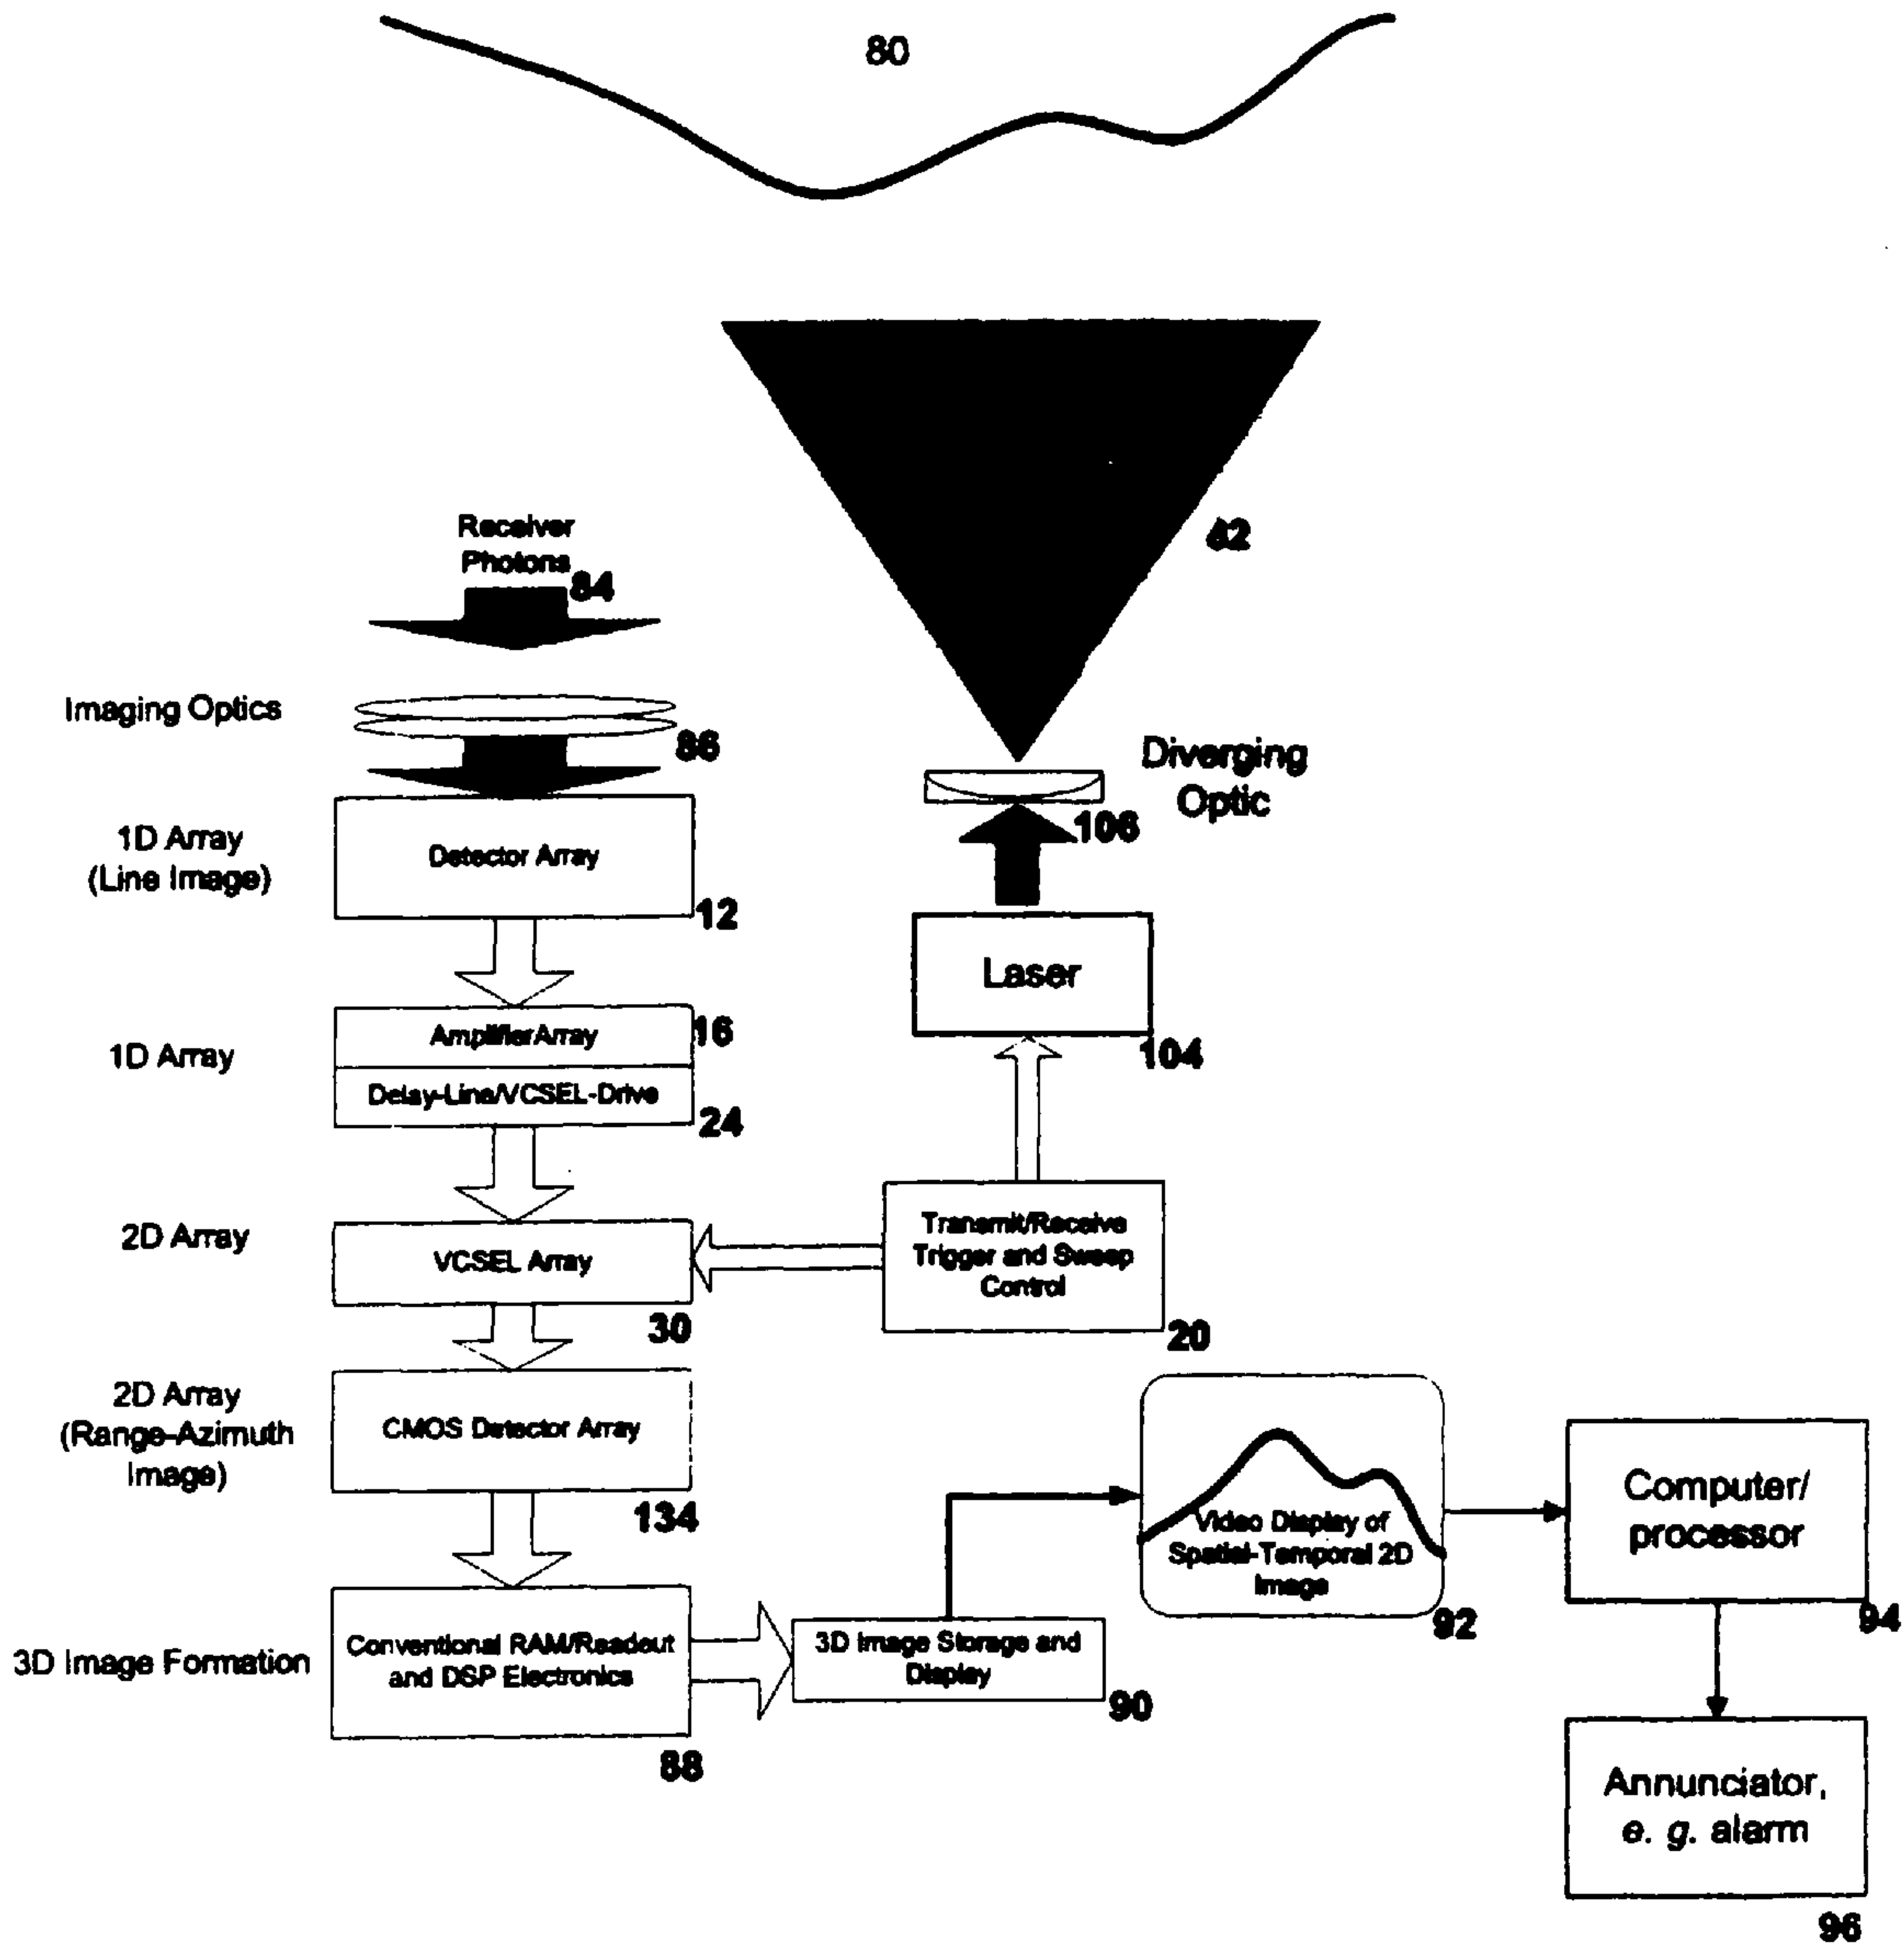 80
82
Receiver
Photons
84
Imaging Optics
86
Diverging
Optic
106
1D Array
(Line Image)
Detector Array
12
Laser
104
1D Array
Amplifier Array
16
Delay-Line/VCSEL-Drive
24
2D Array
VCSEL Array
30
Transmit/Receive
Trigger and Sweep
Control
20
2D Array
(Range-Azimuth
Image)
CMOS Detector Array
134
Video Display of
Spatial-Temporal 2D
Image
92
Computer/
processor
94
3D Image Formation
Conventional RAM/Readout
and DSP Electronics
88
3D Image Storage and
Display
90
Annunciator,
e. g. alarm
96